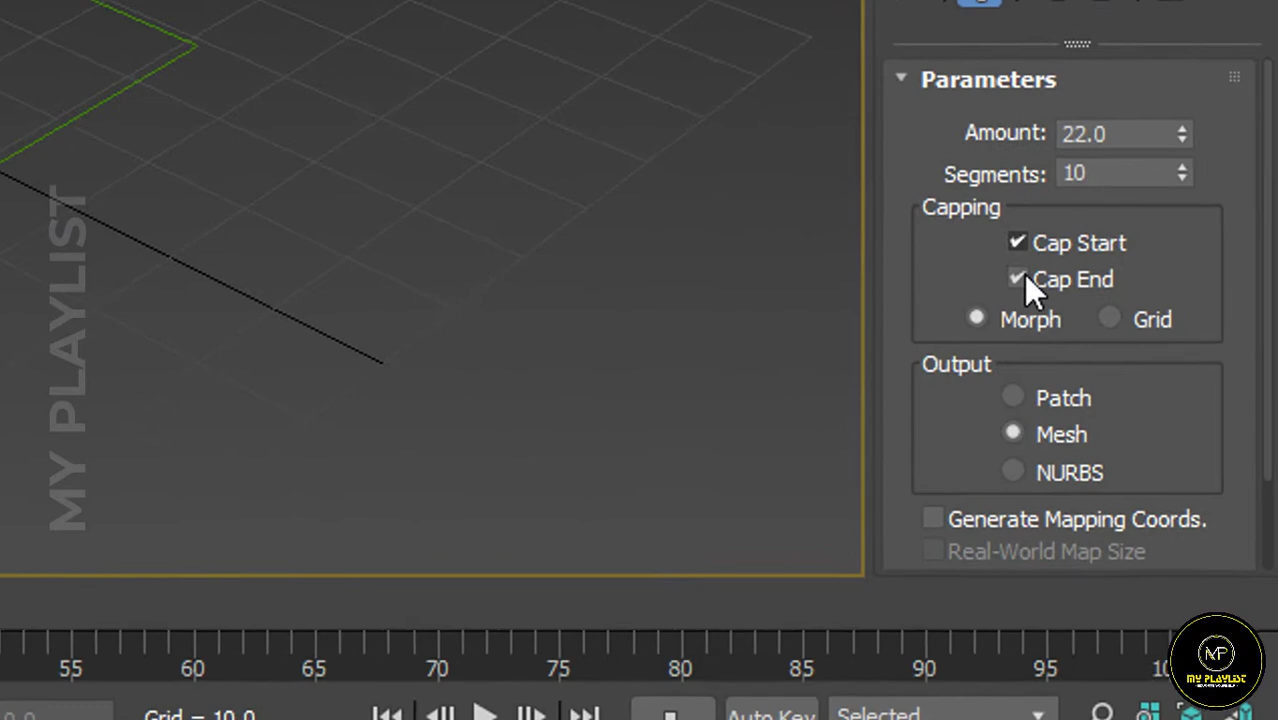 Parameters
Amount: 22.0
Segments: 10
Capping
Cap Start
Cap End
Morph Grid
Output
Patch
Mesh
NURBS
Generate Mapping Coords.
Real-World Map Size
MY PLAYLIST
55 60 65 70 75 80 85 90 95
Grid = 10.0
Auto Key
Selected
MP
MY PLAYLIST